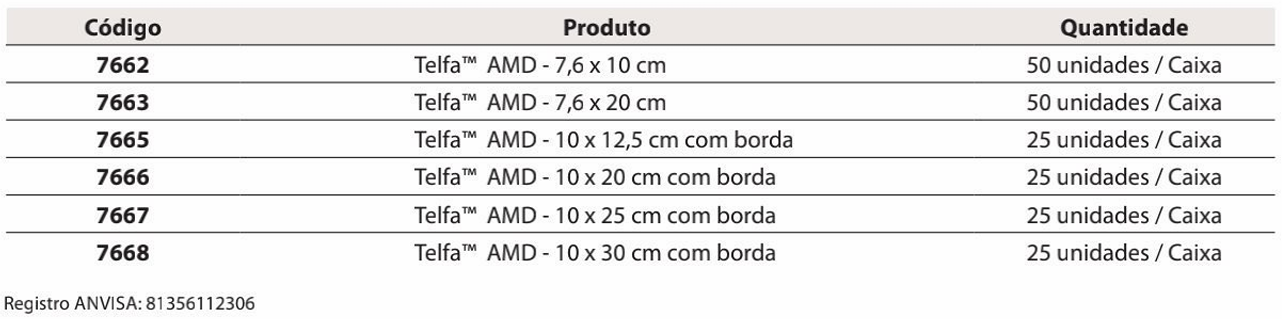 Código Produto Quantidade
7662 Telfa™ AMD - 7,6 x 10 cm 50 unidades / Caixa
7663 Telfa™ AMD - 7,6 x 20 cm 50 unidades / Caixa
7665 Telfa™ AMD - 10 x 12,5 cm com borda 25 unidades / Caixa
7666 Telfa™ AMD - 10 x 20 cm com borda 25 unidades / Caixa
7667 Telfa™ AMD - 10 x 25 cm com borda 25 unidades / Caixa
7668 Telfa™ AMD - 10 x 30 cm com borda 25 unidades / Caixa
Registro ANVISA: 81356112306